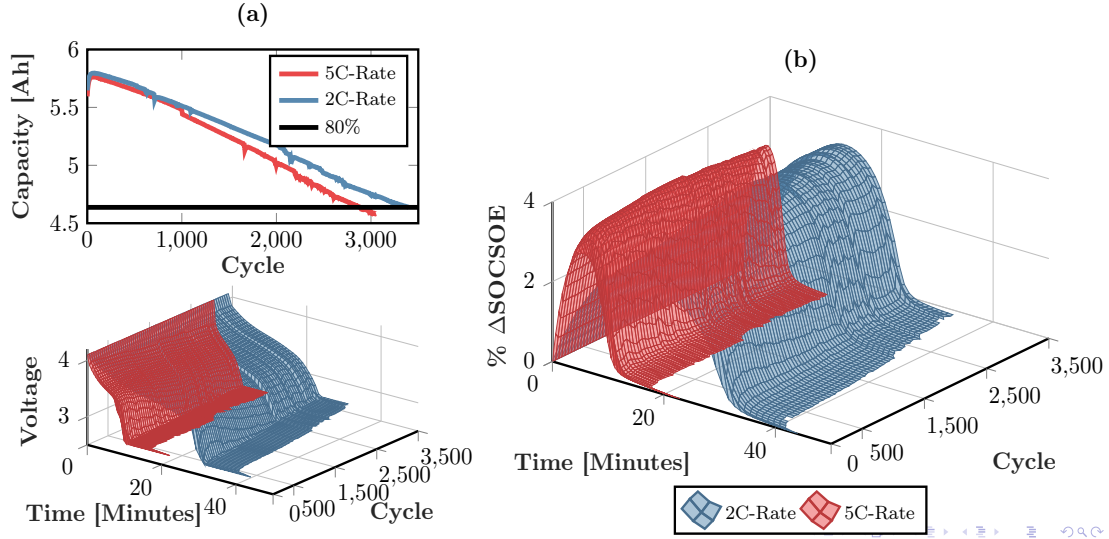 (a)
6
5.5
5
4.5
Capacity [Ah]
5C-Rate
2C-Rate
80%
0
1,000
2,000
3,000
Cycle
4
3
Voltage
0
20
40
Time [Minutes]
0
500
1,500
2,500
3,500
Cycle
(b)
4
2
0
% ΔSOCSOE
0
20
40
Time [Minutes]
0
500
1,500
2,500
3,500
Cycle
2C-Rate
5C-Rate